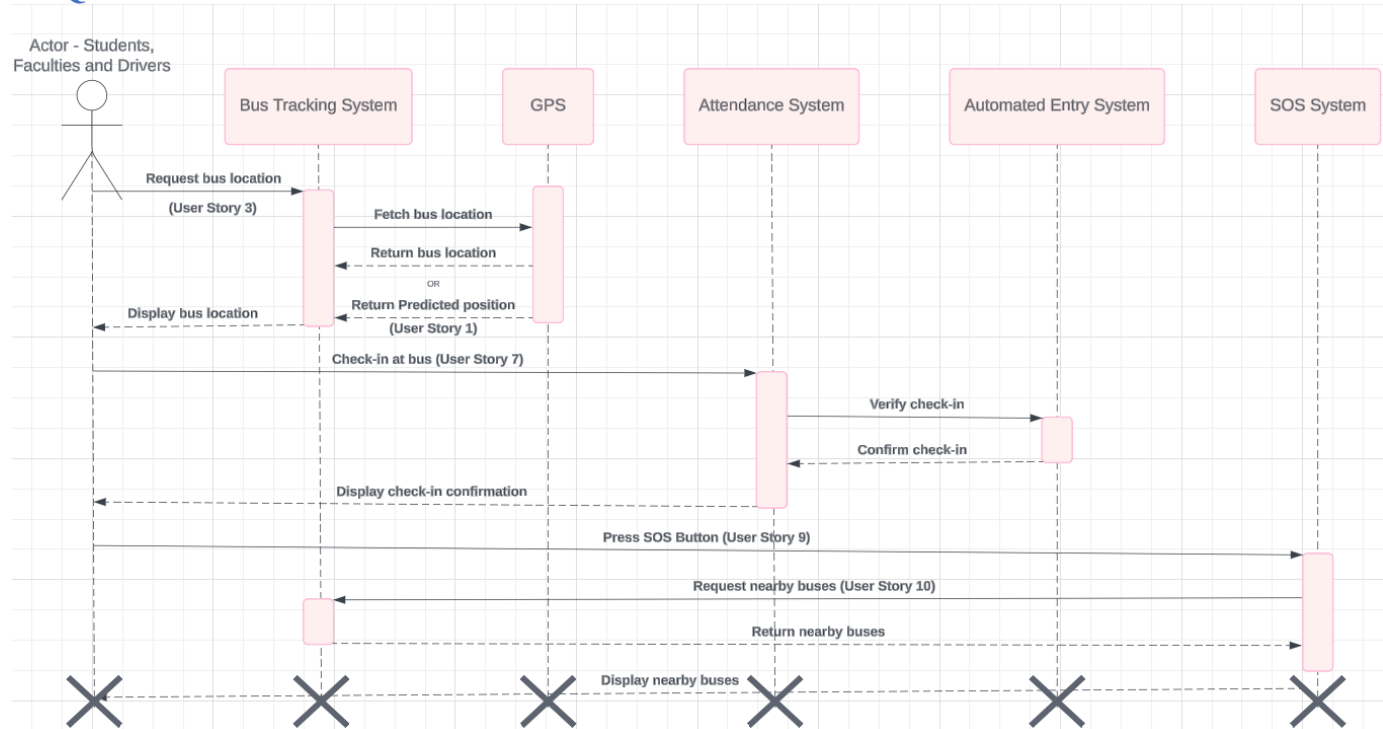 Actor - Students,
Faculties and Drivers
Bus Tracking System
GPS
Attendance System
Automated Entry System
SOS System
Request bus location
(User Story 3)
Fetch bus location
Return bus location
OR
Return Predicted position
(User Story 1)
Display bus location
Check-in at bus (User Story 7)
Verify check-in
Confirm check-in
Display check-in confirmation
Press SOS Button (User Story 9)
Request nearby buses (User Story 10)
Return nearby buses
Display nearby buses